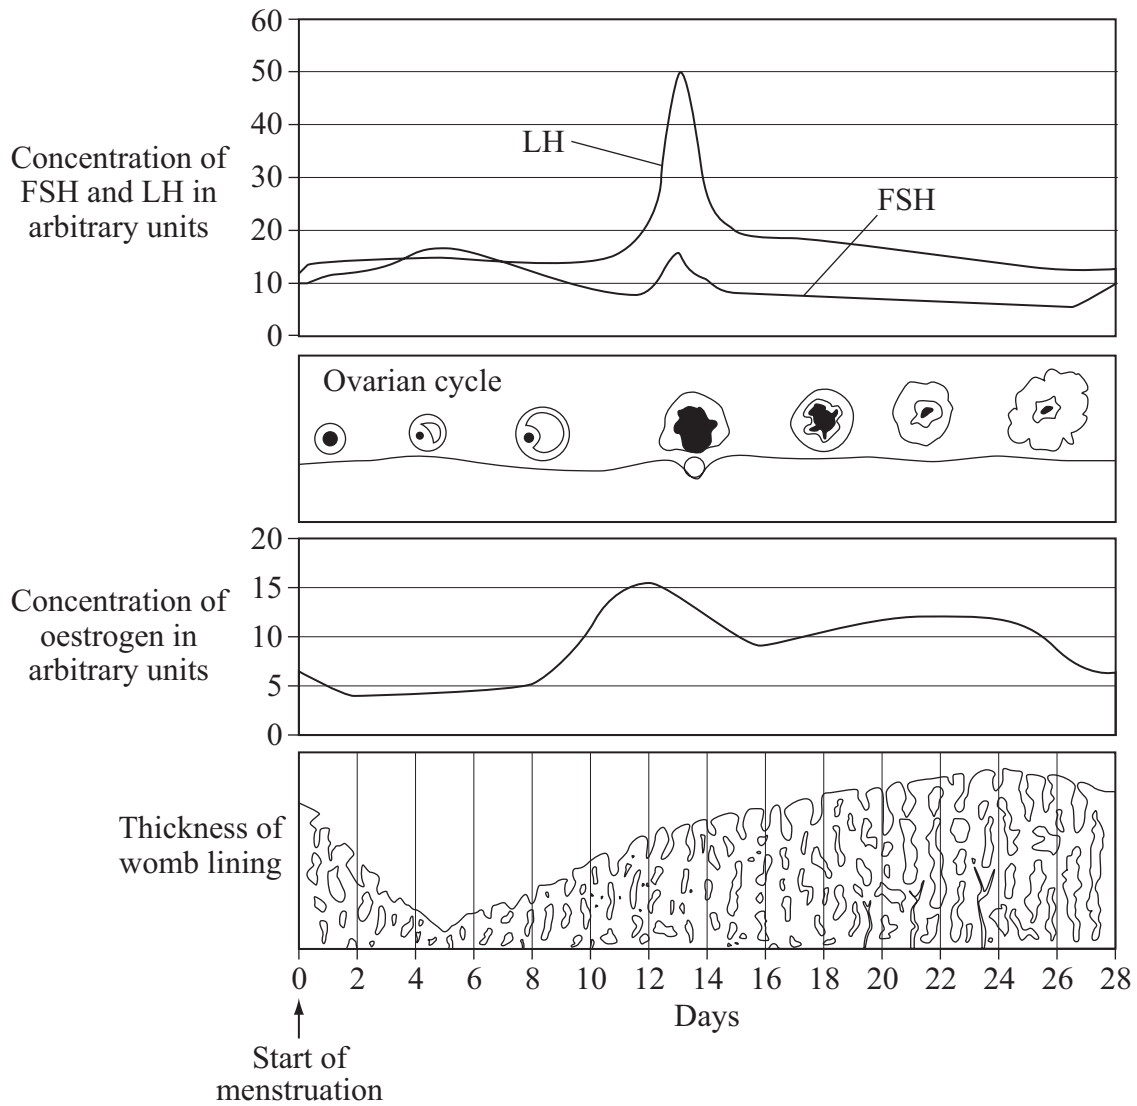 60
50
40
30
20
10
0
Concentration of
FSH and LH in
arbitrary units
LH
FSH
Ovarian cycle
20
15
10
5
0
Concentration of
oestrogen in
arbitrary units
Thickness of
womb lining
0 2 4 6 8 10 12 14 16 18 20 22 24 26 28
Days
Start of
menstruation